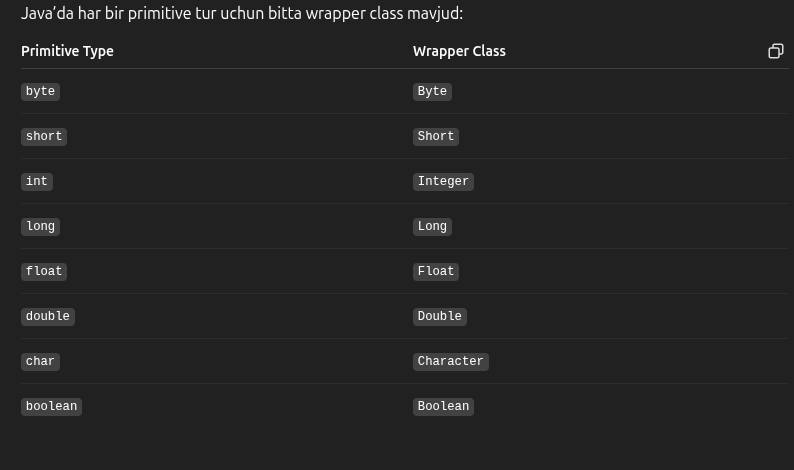 Java’da har bir primitive tur uchun bitta wrapper class mavjud:
Primitive Type Wrapper Class
byte Byte
short Short
int Integer
long Long
float Float
double Double
char Character
boolean Boolean